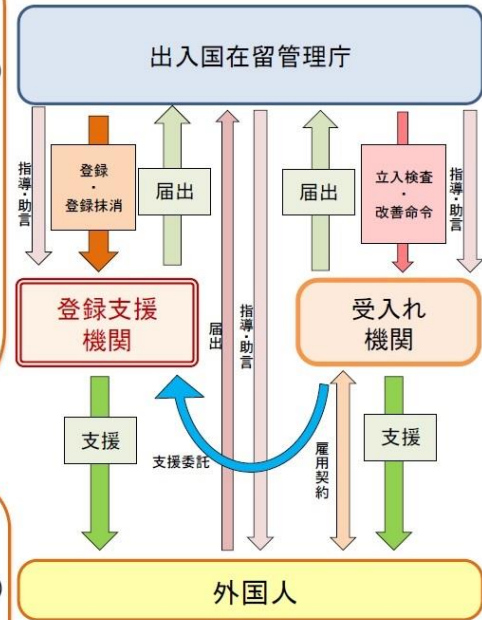 出入国在留管理庁
指導・助言
登録
・
登録抹消
届出
届出
立入検査
・
改善命令
指導・助言
登録支援
機関
届出
指導・助言
受入れ
機関
支援
支援委託
雇用契約
支援
外国人